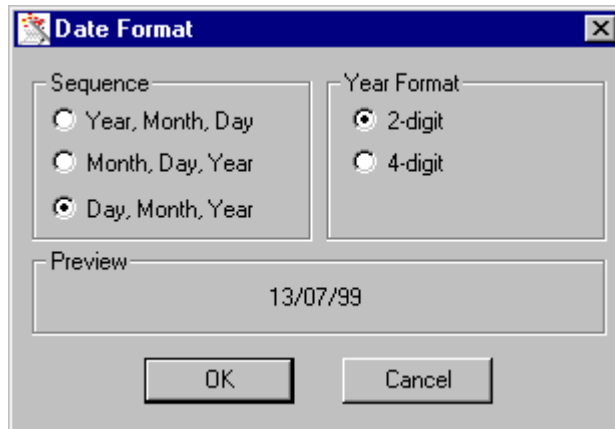 Date Format
Sequence
Year, Month, Day
Month, Day, Year
Day, Month, Year
Year Format
2-digit
4-digit
Preview
13/07/99
OK
Cancel